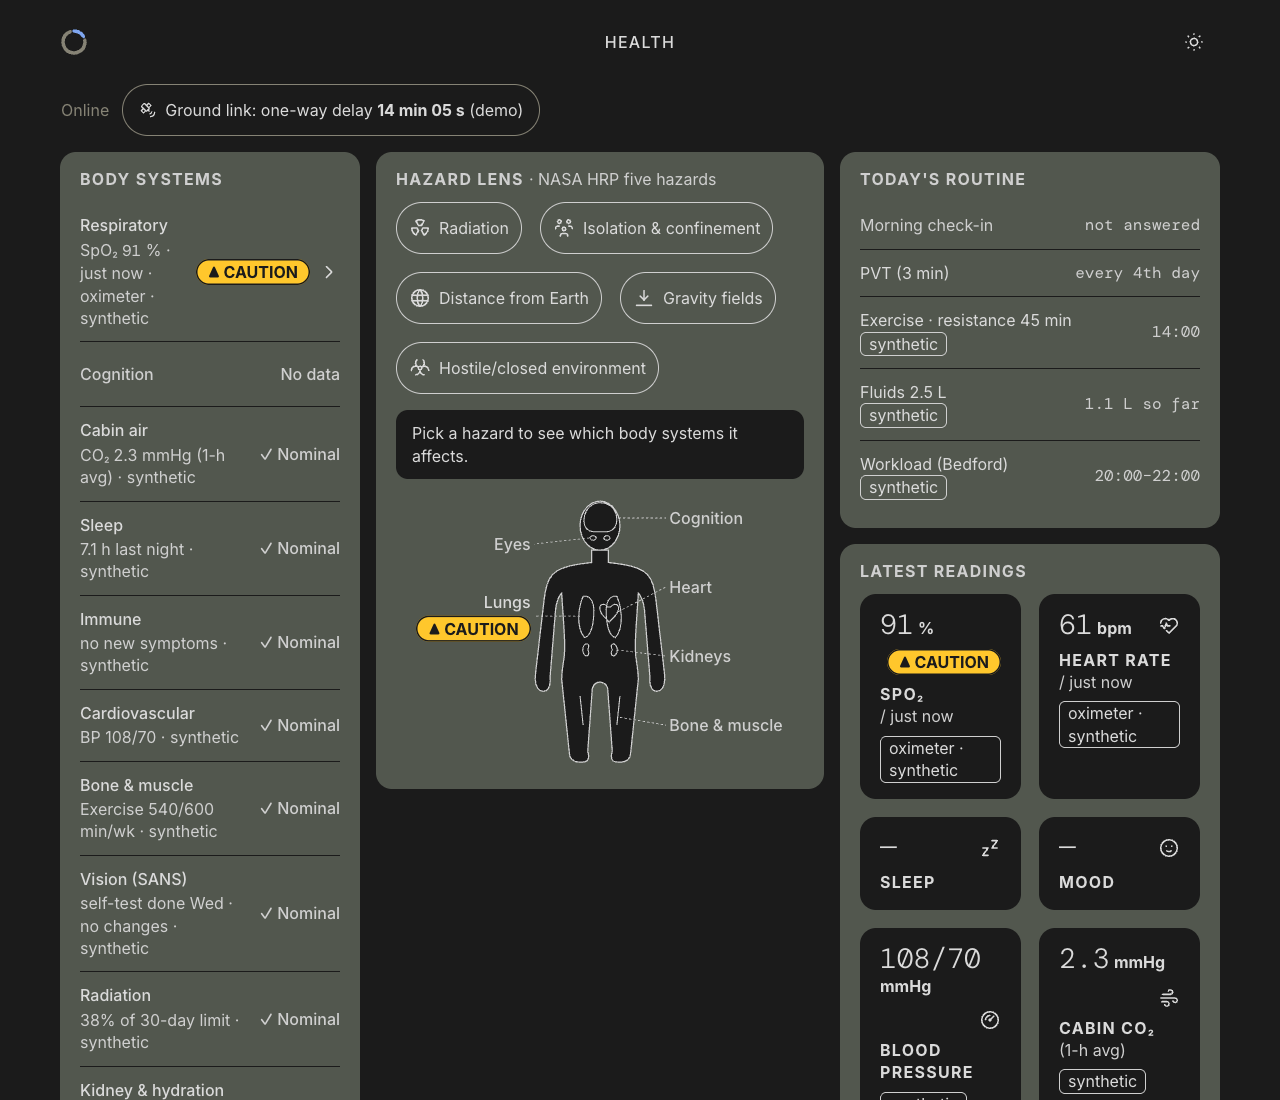 HEALTH
Online
Ground link: one-way delay 14 min 05 s (demo)
BODY SYSTEMS
Respiratory
SpO₂ 91 % ·
just now ·
oximeter ·
synthetic
CAUTION
Cognition
No data
Cabin air
CO₂ 2.3 mmHg (1-h
avg) · synthetic
Nominal
Sleep
7.1 h last night ·
synthetic
Nominal
Immune
no new symptoms ·
synthetic
Nominal
Cardiovascular
BP 108/70 · synthetic
Nominal
Bone & muscle
Exercise 540/600
min/wk · synthetic
Nominal
Vision (SANS)
self-test done Wed ·
no changes ·
synthetic
Nominal
Radiation
38% of 30-day limit ·
synthetic
Nominal
Kidney & hydration
HAZARD LENS · NASA HRP five hazards
Radiation
Isolation & confinement
Distance from Earth
Gravity fields
Hostile/closed environment
Pick a hazard to see which body systems it
affects.
Cognition
Eyes
Heart
Lungs
CAUTION
Kidneys
Bone & muscle
TODAY'S ROUTINE
Morning check-in
not answered
PVT (3 min)
every 4th day
Exercise · resistance 45 min
synthetic
14:00
Fluids 2.5 L
synthetic
1.1 L so far
Workload (Bedford)
synthetic
20:00–22:00
LATEST READINGS
91 %
CAUTION
SPO₂
/ just now
oximeter ·
synthetic
61 bpm
HEART RATE
/ just now
oximeter ·
synthetic
—
SLEEP
—
MOOD
108/70
mmHg
BLOOD
PRESSURE
synthetic
2.3 mmHg
CABIN CO₂
(1-h avg)
synthetic